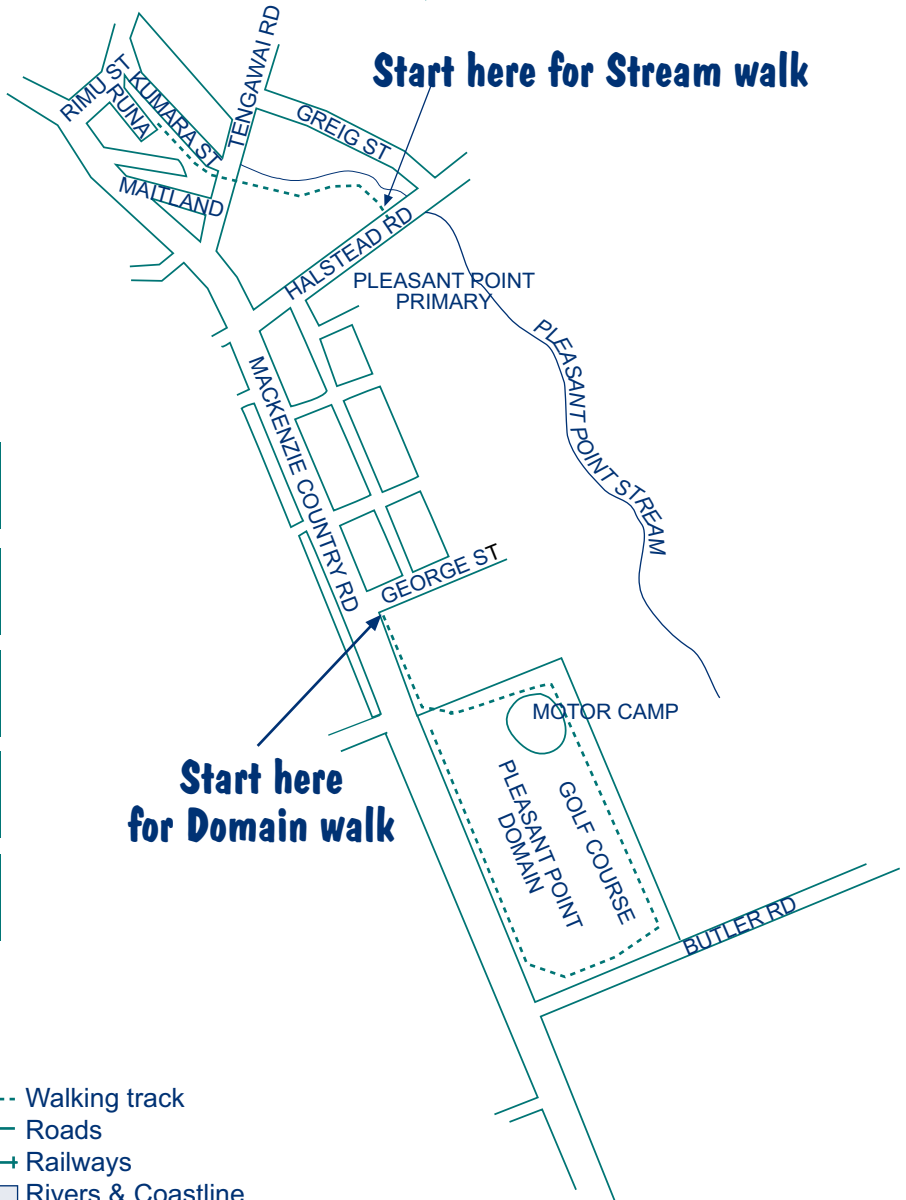 Start here for Stream walk
TENGAWAI RD
RIMU ST
RUNA
KUMARA ST
GREIG ST
MAITLAND
HALSTEAD RD
PLEASANT POINT
PRIMARY
PLEASANT POINT STREAM
MACKENZIE COUNTRY RD
GEORGE ST
Start here
for Domain walk
MOTOR CAMP
PLEASANT POINT
DOMAIN
GOLF COURSE
BUTLER RD
Walking track
Roads
Railways
Rivers & Coastline